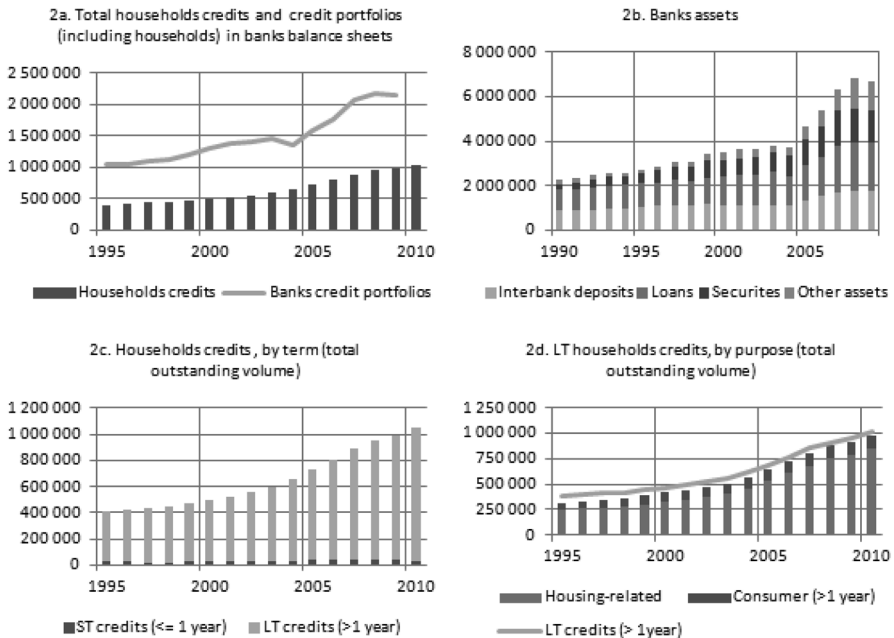 2a. Total households credits and credit portfolios
(including households) in banks balance sheets
2 500 000
2 000 000
1 500 000
1 000 000
500 000
0
1995 2000 2005 2010
Households credits Banks credit portfolios
2b. Banks assets
8 000 000
6 000 000
4 000 000
2 000 000
0
1990 1995 2000 2005
Interbank deposits Loans Securites Other assets
2c. Households credits , by term (total
outstanding volume)
1 200 000
1 000 000
800 000
600 000
400 000
200 000
0
1995 2000 2005 2010
ST credits (<= 1 year) LT credits (>1 year)
2d. LT households credits, by purpose (total
outstanding volume)
1 250 000
1 000 000
750 000
500 000
250 000
0
1995 2000 2005 2010
Housing-related Consumer (>1 year)
LT credits (> 1year)